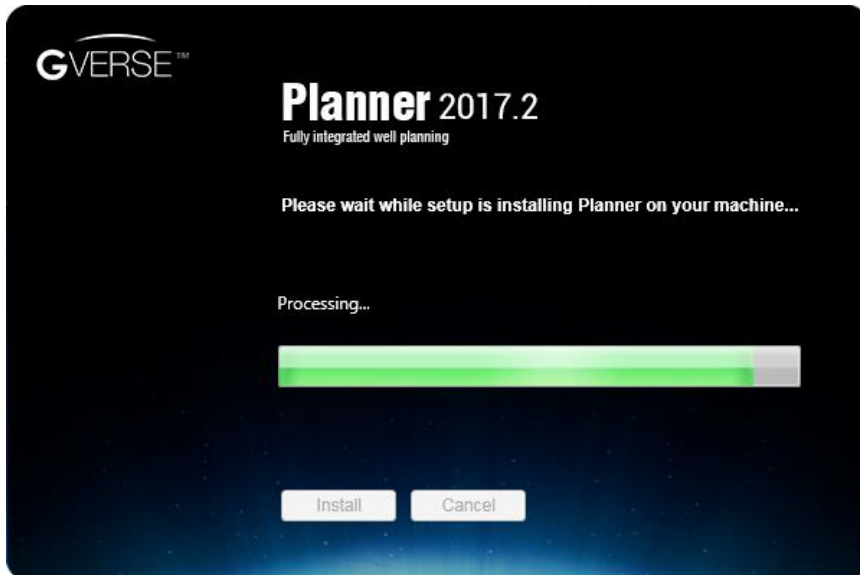 GVERSE™
Planner 2017.2
Fully integrated well planning
Please wait while setup is installing Planner on your machine...
Processing...
Install
Cancel